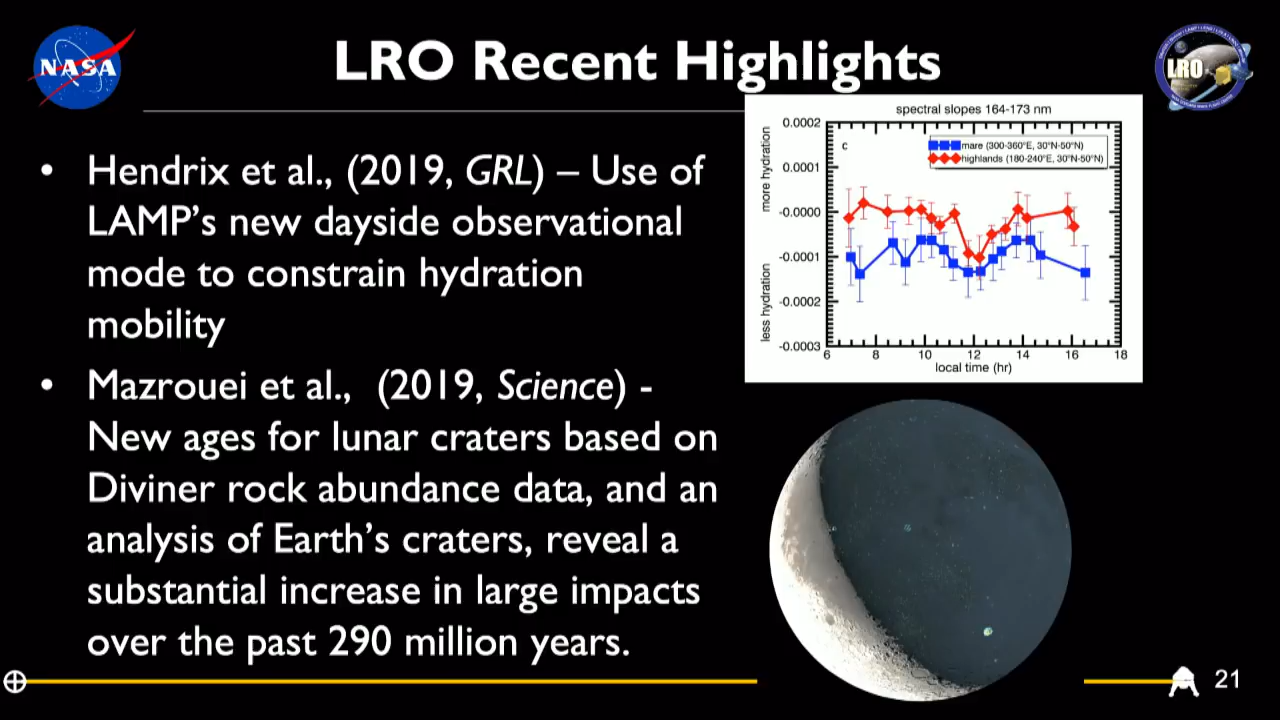 NASA
LRO Recent Highlights
LRO
• Hendrix et al., (2019, GRL) – Use of
LAMP's new dayside observational
mode to constrain hydration
mobility
• Mazrouei et al., (2019, Science) -
New ages for lunar craters based on
Diviner rock abundance data, and an
analysis of Earth's craters, reveal a
substantial increase in large impacts
over the past 290 million years.
spectral slopes 164-173 nm
more hydration
less hydration
0.0002
0.0001
-0.0000
-0.0001
-0.0002
-0.0003
c
mare (300-360°E, 30°N-50°N)
highlands (180-240°E, 30°N-50°N)
6 8 10 12 14 16 18
local time (hr)
21